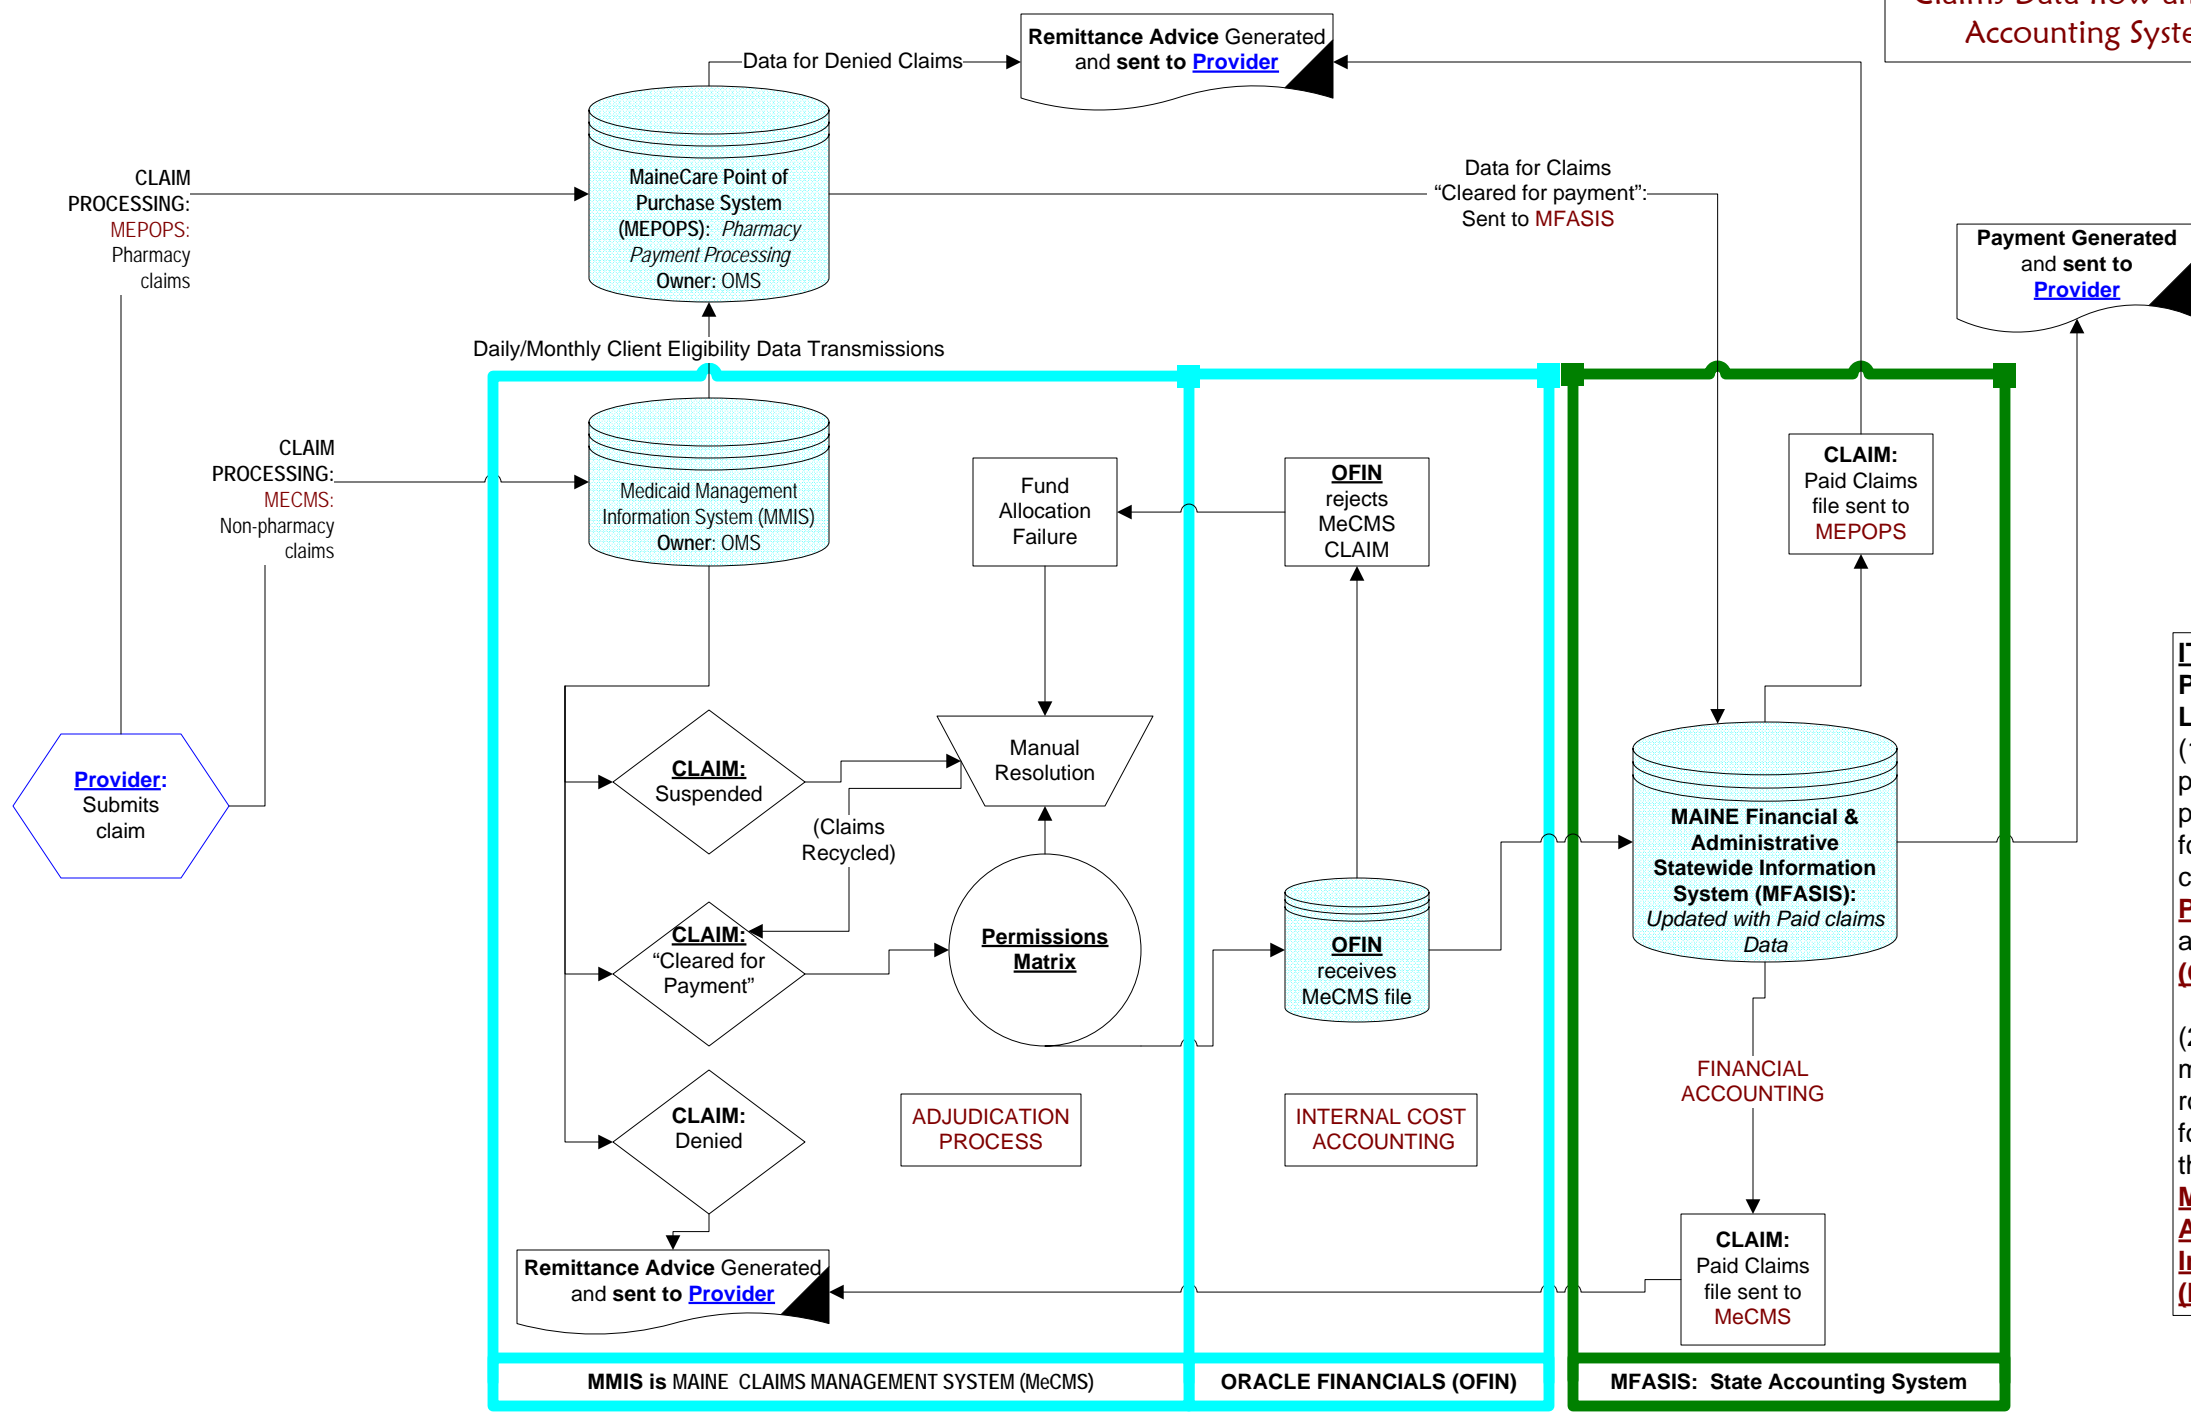 Accounting
Remittance Advice Generated
and sent to Provider
Data for Denied Claims
MaineCare Point of
Purchase System
(MEPOPS): Pharmacy
Payment Processing
Owner: OMS
CLAIM
PROCESSING:
MEPOPS:
Pharmacy
claims
Data for Claims
“Cleared for payment”:
Sent to MFASIS
Payment Generated
and sent to
Provider
Daily/Monthly Client Eligibility Data Transmissions
CLAIM
PROCESSING:
MECMS:
Non-pharmacy
claims
Medicaid Management
Information System (MMIS)
Owner: OMS
Fund
Allocation
Failure
OFIN
rejects
MeCMS
CLAIM
CLAIM:
Paid Claims
file sent to
MEPOPS
Provider:
Submits
claim
CLAIM:
Suspended
Manual
Resolution
(Claims
Recycled)
CLAIM:
“Cleared for
Payment”
Permissions
Matrix
OFIN
receives
MeCMS file
MAINE Financial &
Administrative
Statewide Information
System (MFASIS):
Updated with Paid claims
Data
FINANCIAL
ACCOUNTING
CLAIM:
Denied
ADJUDICATION
PROCESS
INTERNAL COST
ACCOUNTING
Remittance Advice Generated
and sent to Provider
CLAIM:
Paid Claims
file sent to
MeCMS
MMIS is MAINE CLAIMS MANAGEMENT SYSTEM (MeCMS)
ORACLE FINANCIALS (OFIN)
MFASIS: State Accounting System